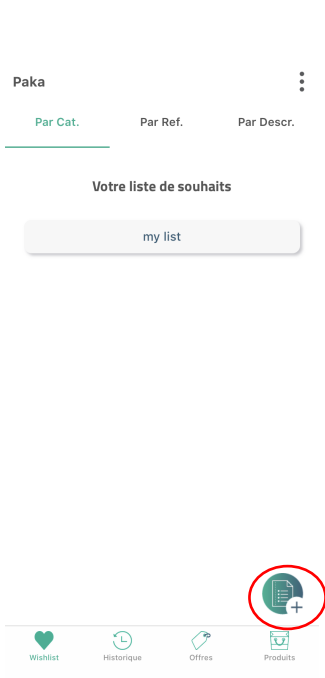 Paka
Par Cat. Par Ref. Par Descr.
Votre liste de souhaits
my list
Wishlist Historique Offres Produits